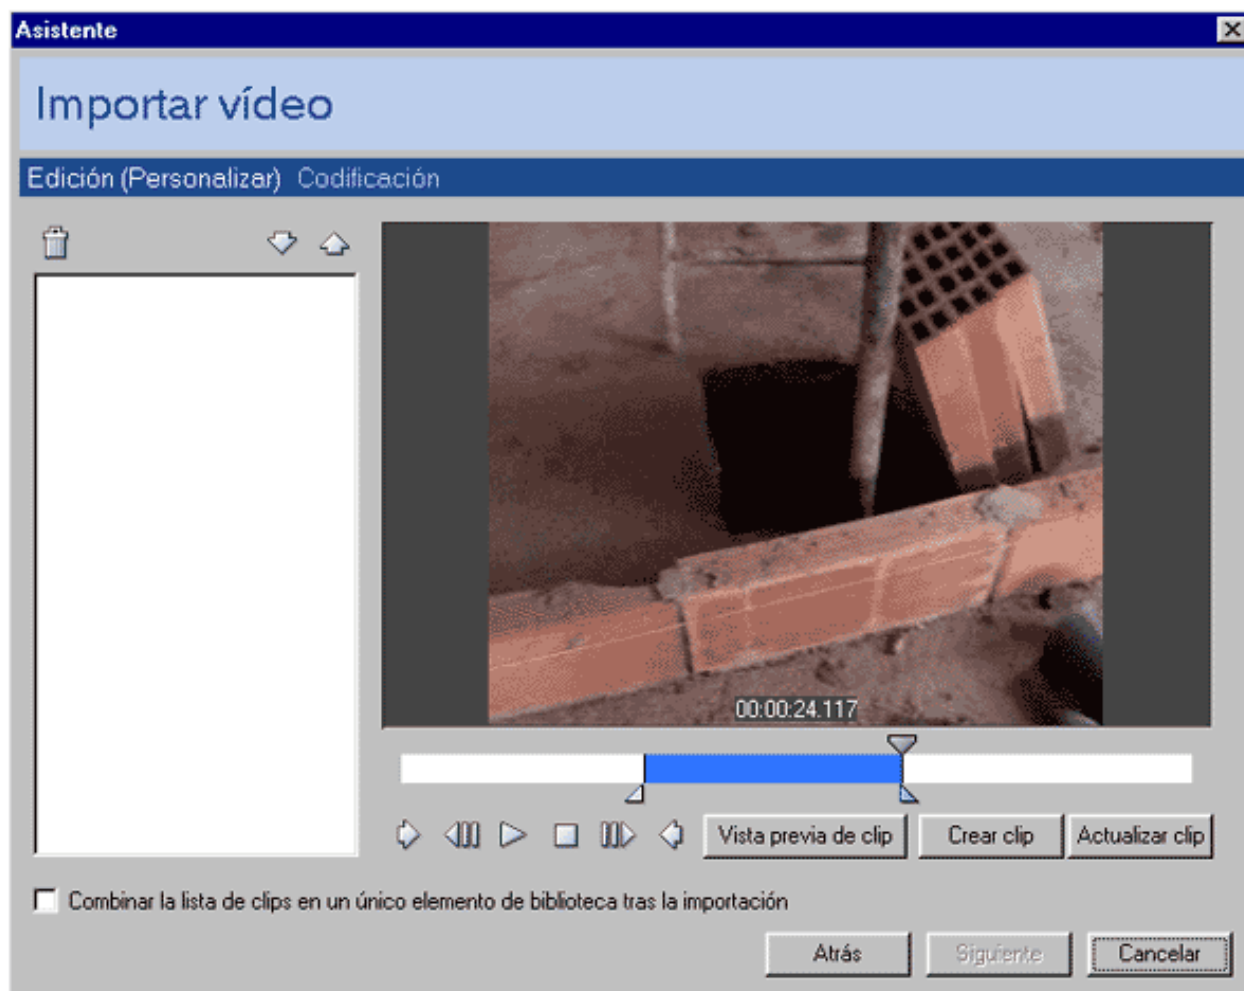 Asistente
Importar vídeo
Edición (Personalizar) Codificación
00:00:24.117
Vista previa de clip
Crear clip
Actualizar clip
Combinar la lista de clips en un único elemento de biblioteca tras la importación
Atrás
Siguiente
Cancelar